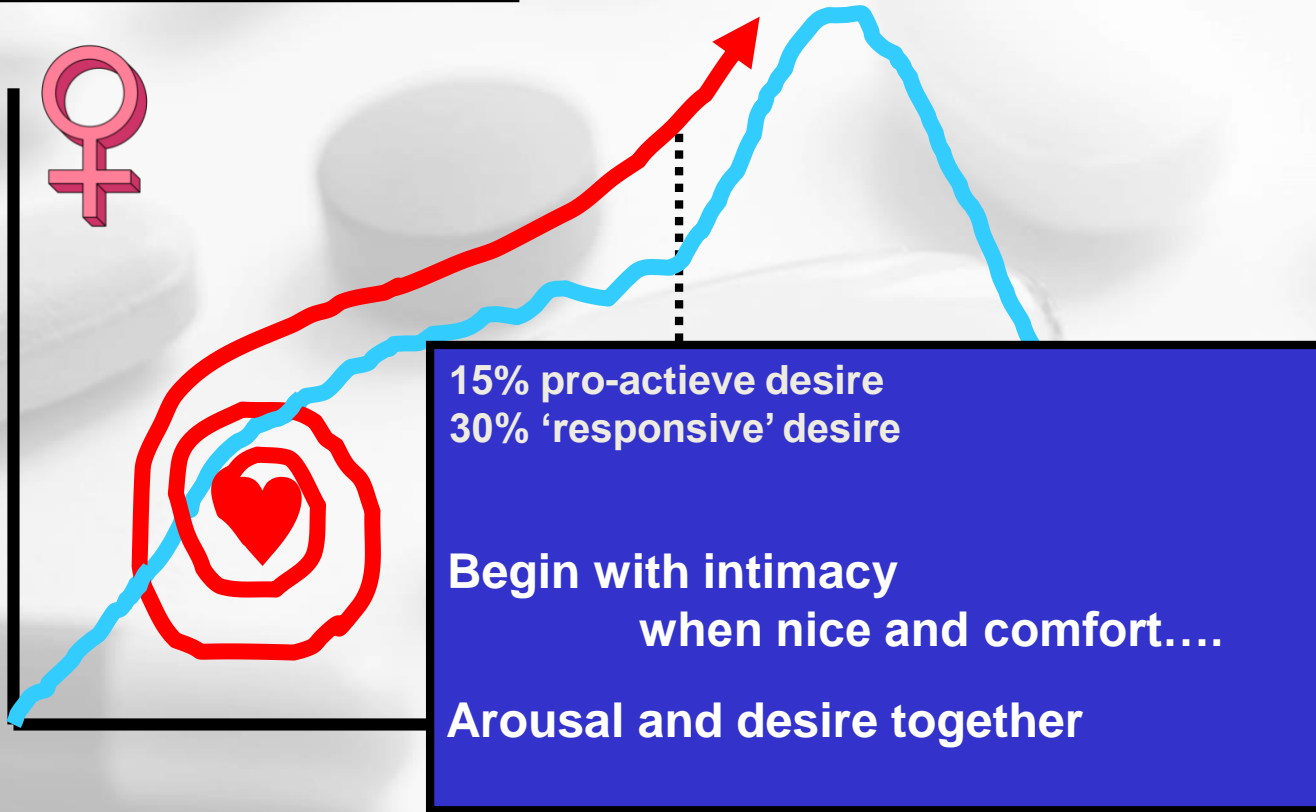 15% pro-actieve desire
30% ‘responsive’ desire
Begin with intimacy
when nice and comfort….
Arousal and desire together